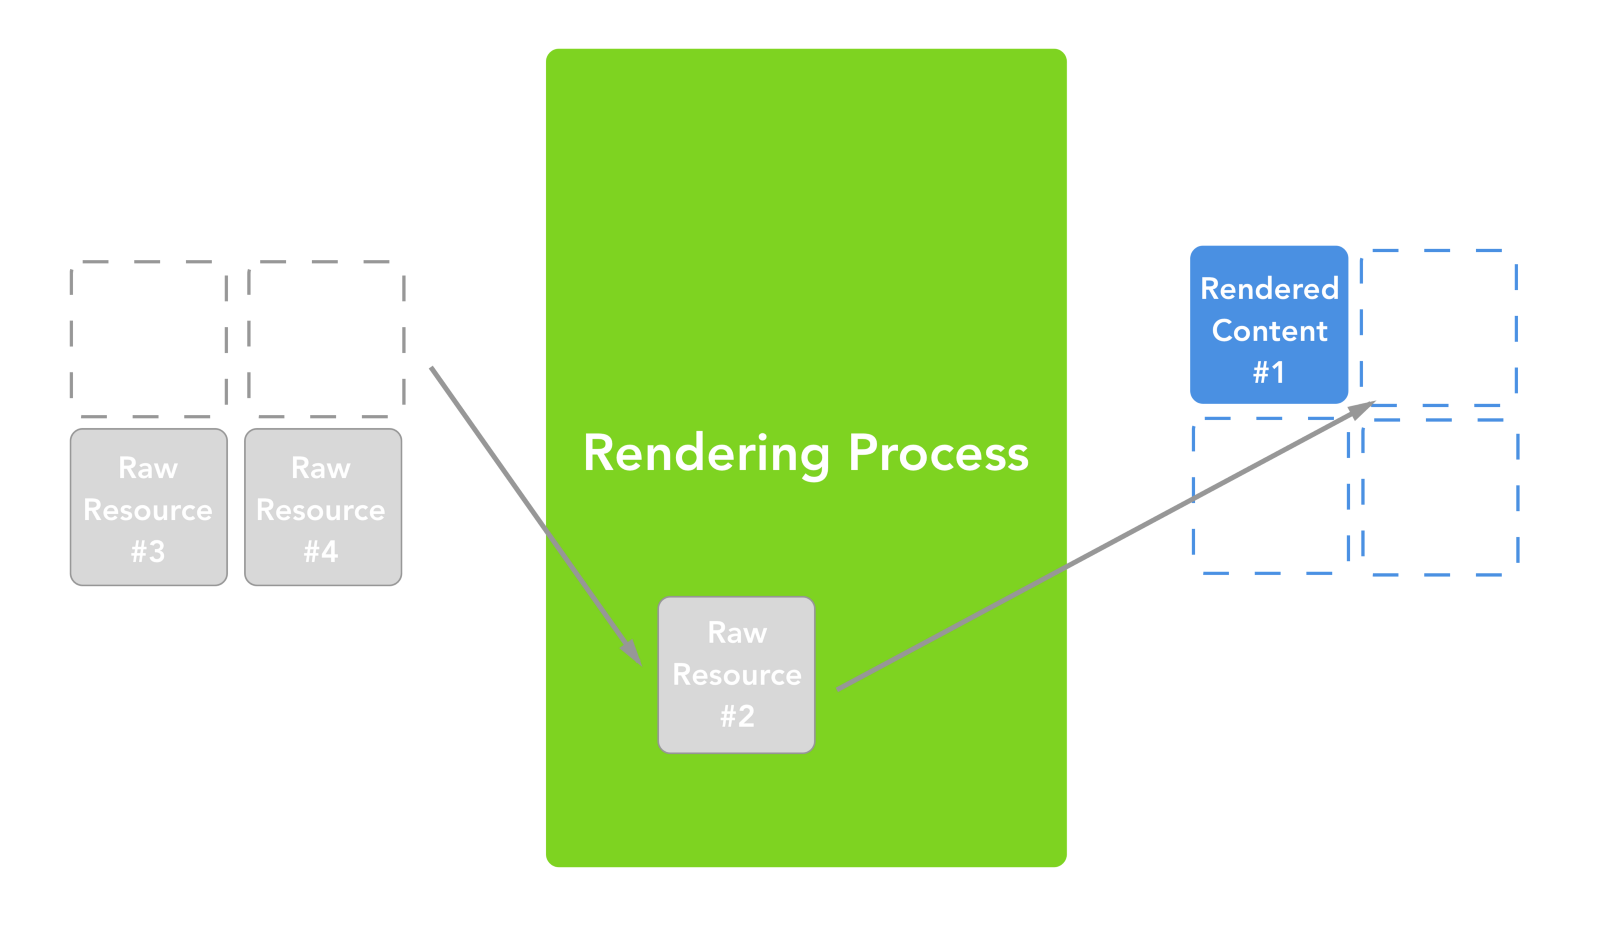 Raw
Resource
#3
Raw
Resource
#4
Rendering Process
Raw
Resource
#2
Rendered
Content
#1